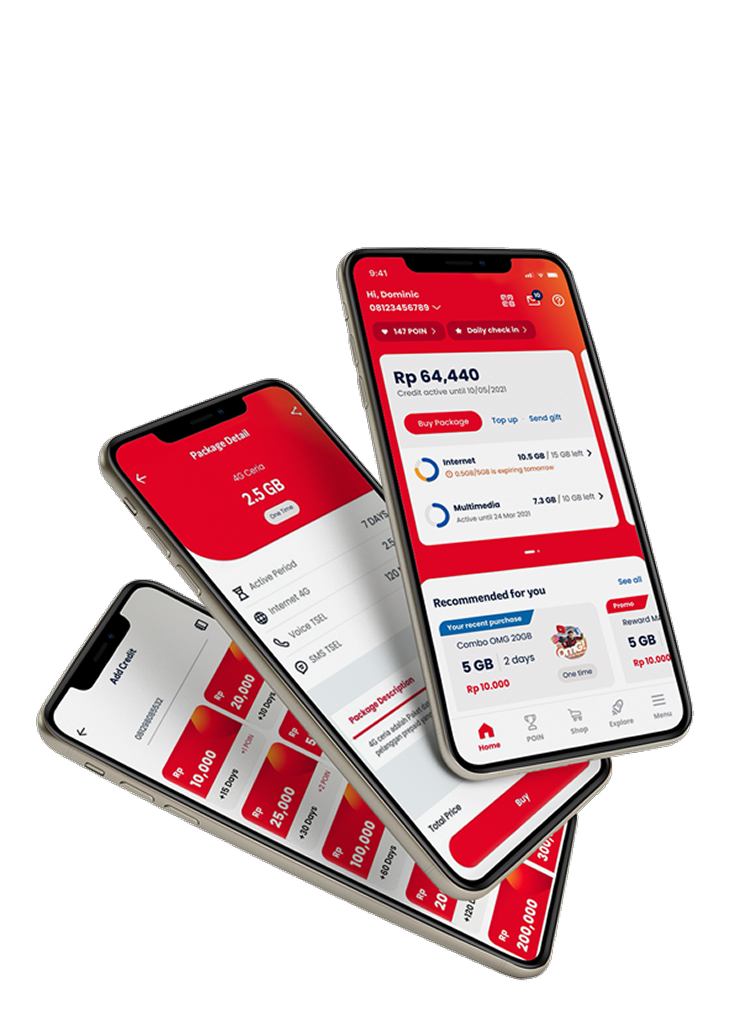 9:41
Hi, Dominic
08123456789
10
147 POIN
Daily check in
Rp 64,440
Credit active until 10/05/2021
Buy Package
Top up
Send gift
Internet
10.5 GB / 15 GB left
0.5GB/5GB is expiring tomorrow
Multimedia
7.3 GB / 10 GB left
Active until 24 Mar 2021
Recommended for you
See all
Your recent purchase
Combo OMG 20GB
5 GB
2 days
OMG!
One time
Rp 10.000
Promo
Reward MA
5 GB
Rp 10.000
Home
POIN
Shop
Explore
Menu
Package Detail
4G Ceria
2.5 GB
One Time
Active Period
7 DAYS
Internet 4G
2.5
Voice TSEL
120
SMS TSEL
Package Description
4G ceria adalah Paket
pelanggan prepaid
Total Price
Buy
Add Credit
Rp
10,000
+15 Days
+1 POIN
20,000
+30 Days
Rp
25,000
+30 Days
+2 POIN
5
Rp
100,000
+60 Days
Rp
20
+120
Rp
200,000
300,